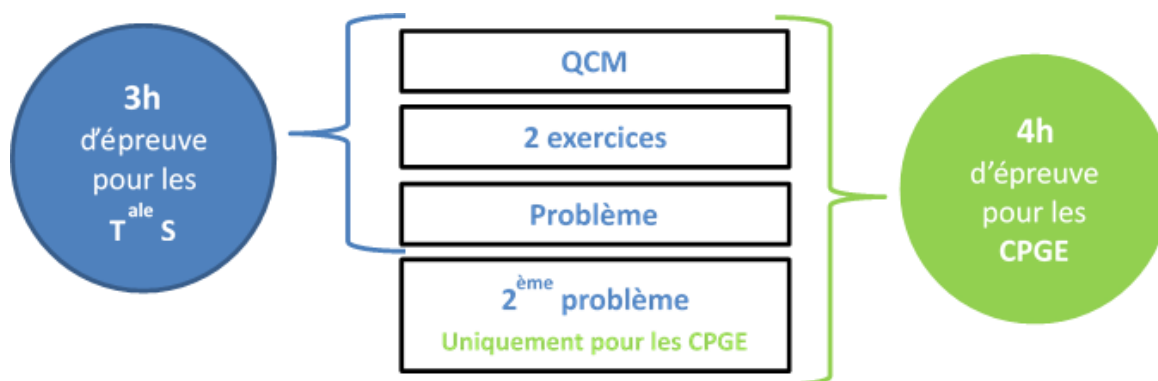 3h
d'épreuve
pour les
Tale S
QCM
2 exercices
Problème
2ème problème
Uniquement pour les CPGE
4h
d'épreuve
pour les
CPGE